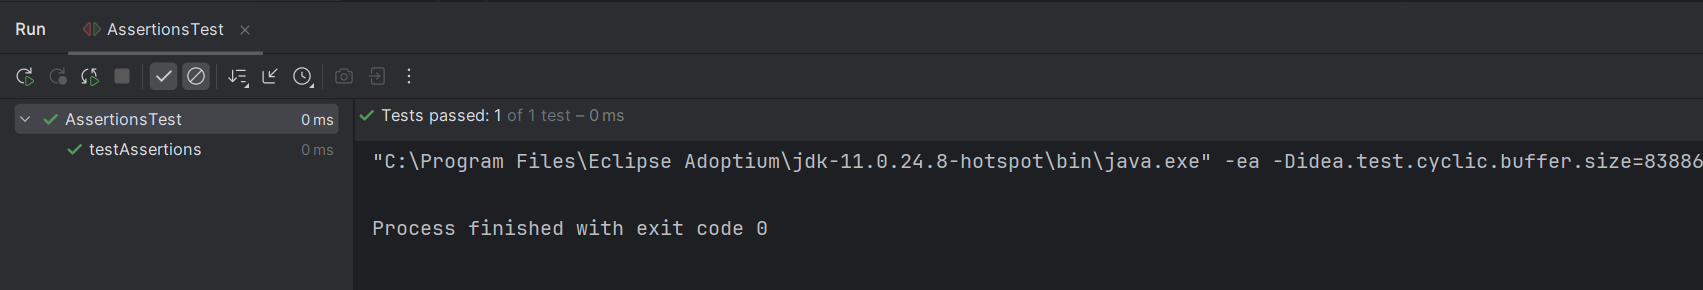 Run AssertionsTest
AssertionsTest 0 ms
testAssertions 0 ms
Tests passed: 1 of 1 test – 0 ms
"C:\Program Files\Eclipse Adoptium\jdk-11.0.24.8-hotspot\bin\java.exe" -ea -Didea.test.cyclic.buffer.size=83886
Process finished with exit code 0